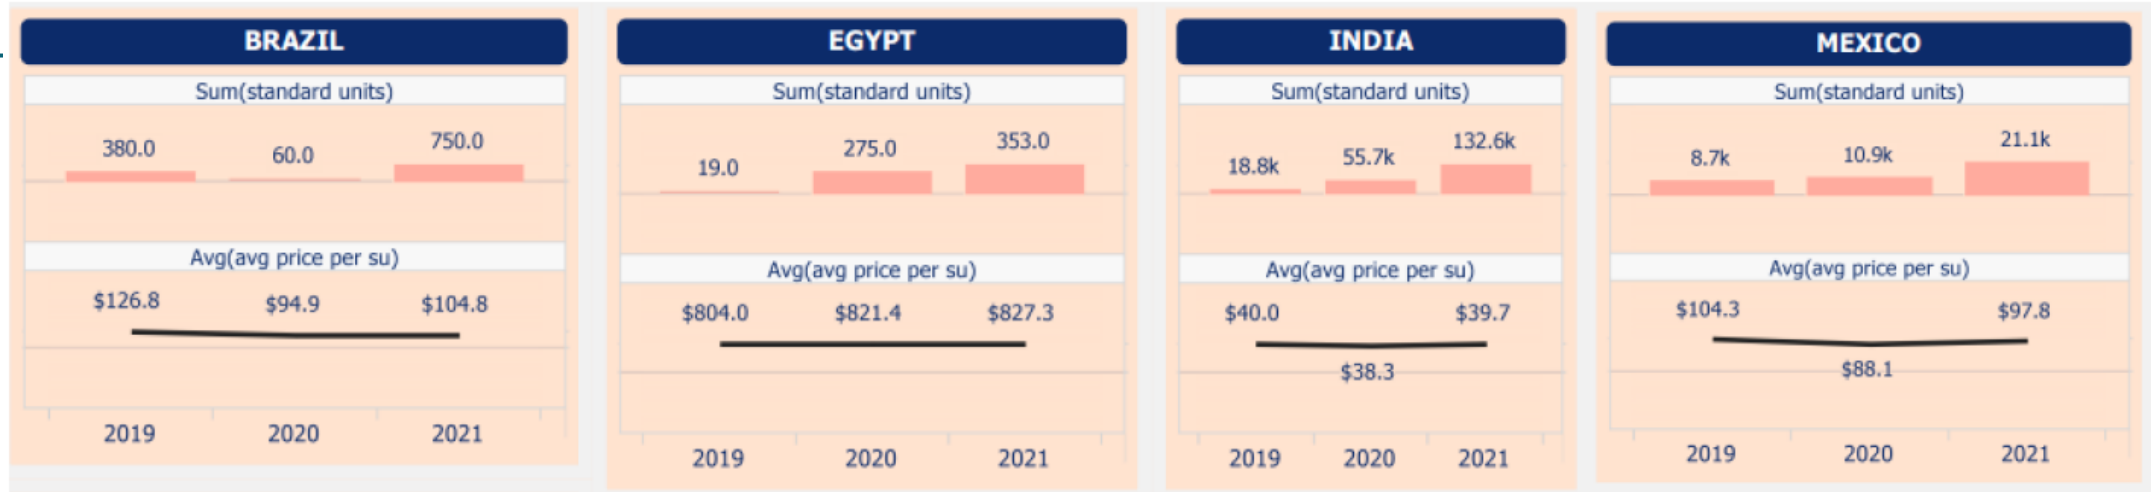 BRAZIL
Sum(standard units)
380.0 60.0 750.0
Avg(avg price per su)
$126.8 $94.9 $104.8
2019 2020 2021
EGYPT
Sum(standard units)
19.0 275.0 353.0
Avg(avg price per su)
$804.0 $821.4 $827.3
2019 2020 2021
INDIA
Sum(standard units)
18.8k 55.7k 132.6k
Avg(avg price per su)
$40.0 $39.7
$38.3
2019 2020 2021
MEXICO
Sum(standard units)
8.7k 10.9k 21.1k
Avg(avg price per su)
$104.3 $97.8
$88.1
2019 2020 2021